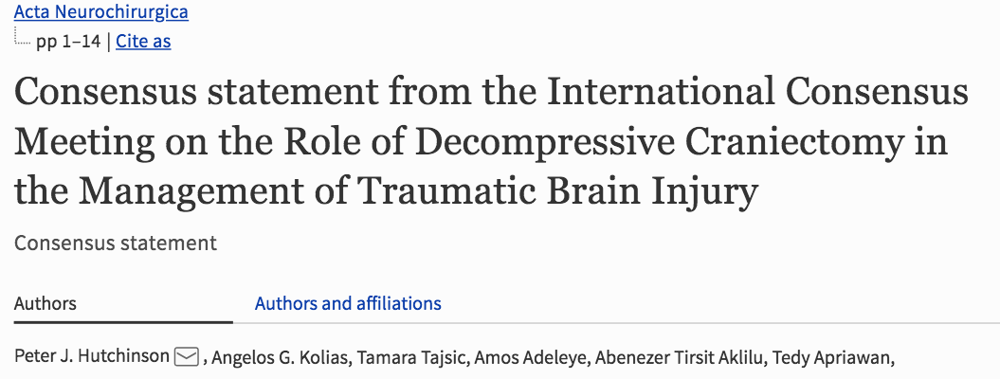 Acta Neurochirurgica
pp 1–14 | Cite as
Consensus statement from the International Consensus
Meeting on the Role of Decompressive Craniectomy in
the Management of Traumatic Brain Injury
Consensus statement
Authors Authors and affiliations
Peter J. Hutchinson , Angelos G. Kolias, Tamara Tajsic, Amos Adeleye, Abenezer Tirsit Aklilu, Tedy Apriawan,